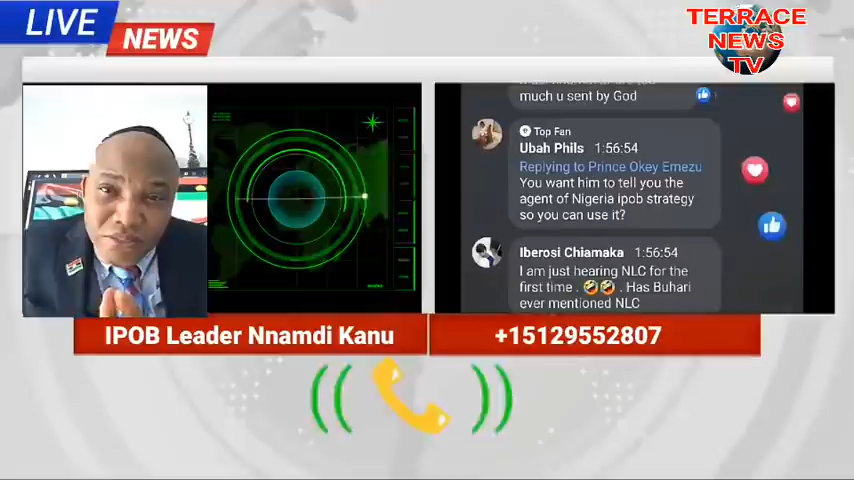 LIVE
NEWS
TERRACE
NEWS
TV
much u sent by God
Top Fan
Ubah Phils 1:56:54
Replying to Prince Okey Emezu
You want him to tell you the
agent of Nigeria ipob strategy
so you can use it?
Iberosi Chiamaka 1:56:54
I am just hearing NLC for the
first time . 🤣🤣 . Has Buhari
ever mentioned NLC
IPOB Leader Nnamdi Kanu
+15129552807